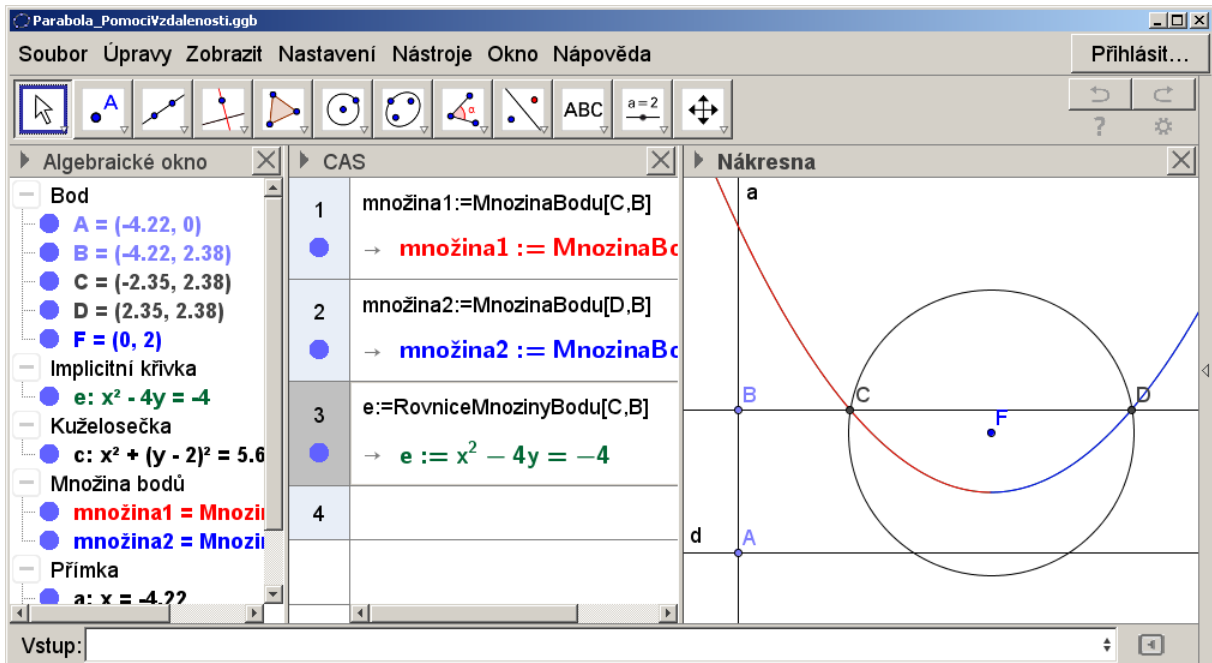 Parabola_PomociVzdalenosti.ggb
Soubor Úpravy Zobrazit Nastavení Nástroje Okno Nápověda
Přihlásit...
A
α
ABC
a = 2
?
Algebraické okno
Bod
A = (-4.22, 0)
B = (-4.22, 2.38)
C = (-2.35, 2.38)
D = (2.35, 2.38)
F = (0, 2)
Implicitní křivka
e: x² - 4y = -4
Kuželosečka
c: x² + (y - 2)² = 5.6
Množina bodů
množina1 = Mnozi
množina2 = Mnozi
Přímka
a: x = -4.22
CAS
1
množina1:=MnozinaBodu[C,B]
→ množina1 := MnozinaBo
2
množina2:=MnozinaBodu[D,B]
→ množina2 := MnozinaBo
3
e:=RovniceMnozinyBodu[C,B]
→ e := x² − 4y = −4
4
Nákresna
a
B
C
D
F
d
A
Vstup: